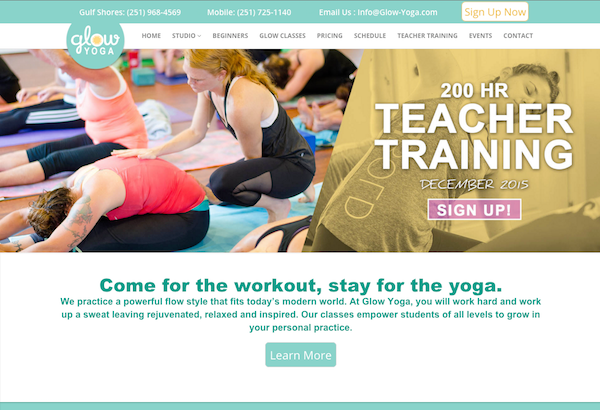 Gulf Shores: (251) 968-4569 Mobile: (251) 725-1140 Email Us : Info@Glow-Yoga.com Sign Up Now
glow
YOGA
HOME STUDIO BEGINNERS GLOW CLASSES PRICING SCHEDULE TEACHER TRAINING EVENTS CONTACT
200 HR
TEACHER
TRAINING
DECEMBER 2015
SIGN UP!
Come for the workout, stay for the yoga.
We practice a powerful flow style that fits today's modern world. At Glow Yoga, you will work hard and work
up a sweat leaving rejuvenated, relaxed and inspired. Our classes empower students of all levels to grow in
your personal practice.
Learn More